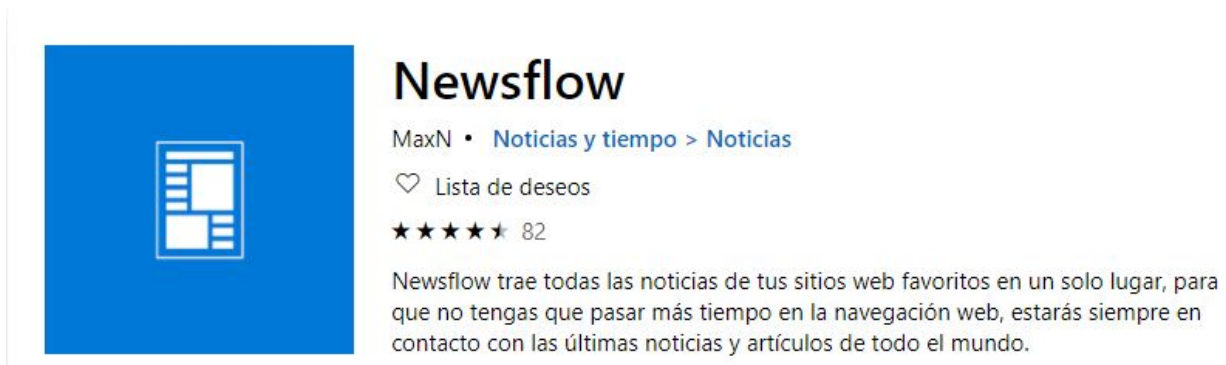 Newsflow
MaxN • Noticias y tiempo > Noticias
Lista de deseos
82
Newsflow trae todas las noticias de tus sitios web favoritos en un solo lugar, para
que no tengas que pasar más tiempo en la navegación web, estarás siempre en
contacto con las últimas noticias y artículos de todo el mundo.